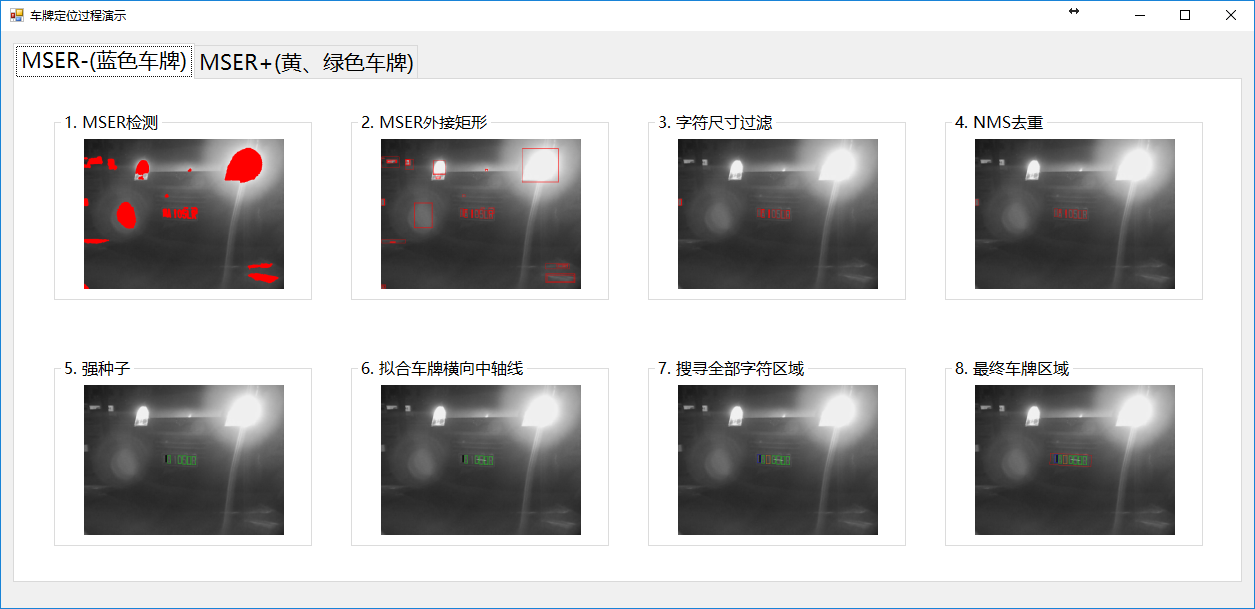 车牌定位过程演示
MSER-(蓝色车牌) MSER+(黄、绿色车牌)
1. MSER检测
2. MSER外接矩形
3. 字符尺寸过滤
4. NMS去重
5. 强种子
6. 拟合车牌横向中轴线
7. 搜寻全部字符区域
8. 最终车牌区域